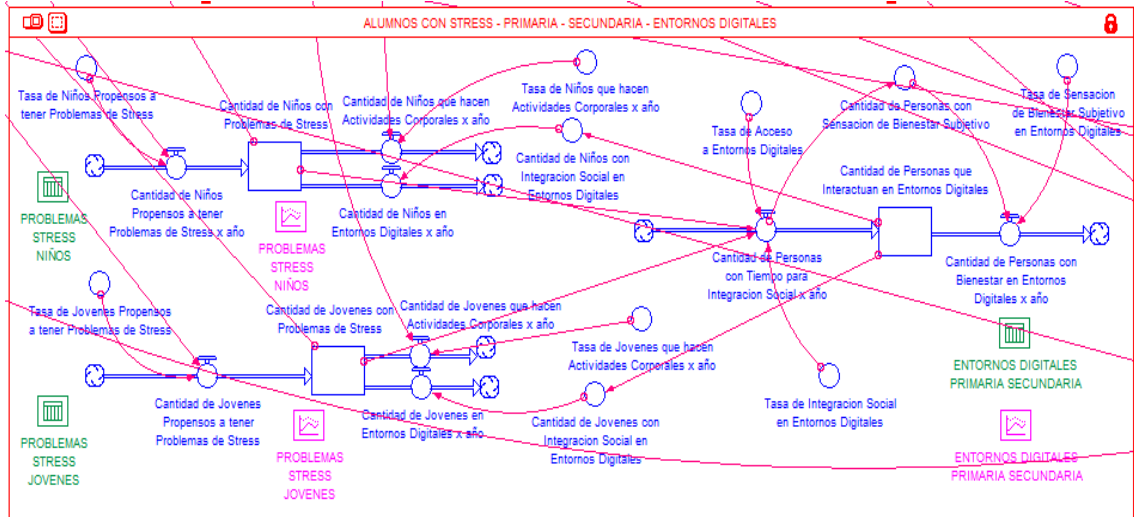 ALUMNOS CON STRESS - PRIMARIA - SECUNDARIA - ENTORNOS DIGITALES
Tasa de Niños Propensos a
tener Problemas de Stress
Cantidad de Niños con
Problemas de Stress
Cantidad de Niños que hacen
Actividades Corporales x año
Tasa de Niños que hacen
Actividades Corporales x año
Tasa de Acceso
a Entornos Digitales
Cantidad de Personas con
Sensacion de Bienestar Subjetivo
Tasa de Sensacion
de Bienestar Subjetivo
en Entornos Digitales
Cantidad de Niños con
Integracion Social en
Entornos Digitales
Cantidad de Personas que
Interactuan en Entornos Digitales
Cantidad de Niños
Propensos a tener
Problemas de Stress x año
Cantidad de Niños en
Entornos Digitales x año
PROBLEMAS
STRESS
NIÑOS
PROBLEMAS
STRESS
NIÑOS
Cantidad de Personas
con Tiempo para
Integracion Social x año
Cantidad de Personas con
Bienestar en Entornos
Digitales x año
Tasa de Jovenes Propensos
a tener Problemas de Stress
Cantidad de Jovenes con
Problemas de Stress
Cantidad de Jovenes que hacen
Actividades Corporales x año
Tasa de Jovenes que hacen
Actividades Corporales x año
ENTORNOS DIGITALES
PRIMARIA SECUNDARIA
Cantidad de Jovenes
Propensos a tener
Problemas de Stress
Cantidad de Jovenes en
Entornos Digitales x año
Cantidad de Jovenes con
Integracion Social en
Entornos Digitales
Tasa de Integracion Social
en Entornos Digitales
PROBLEMAS
STRESS
JOVENES
PROBLEMAS
STRESS
JOVENES
ENTORNOS DIGITALES
PRIMARIA SECUNDARIA